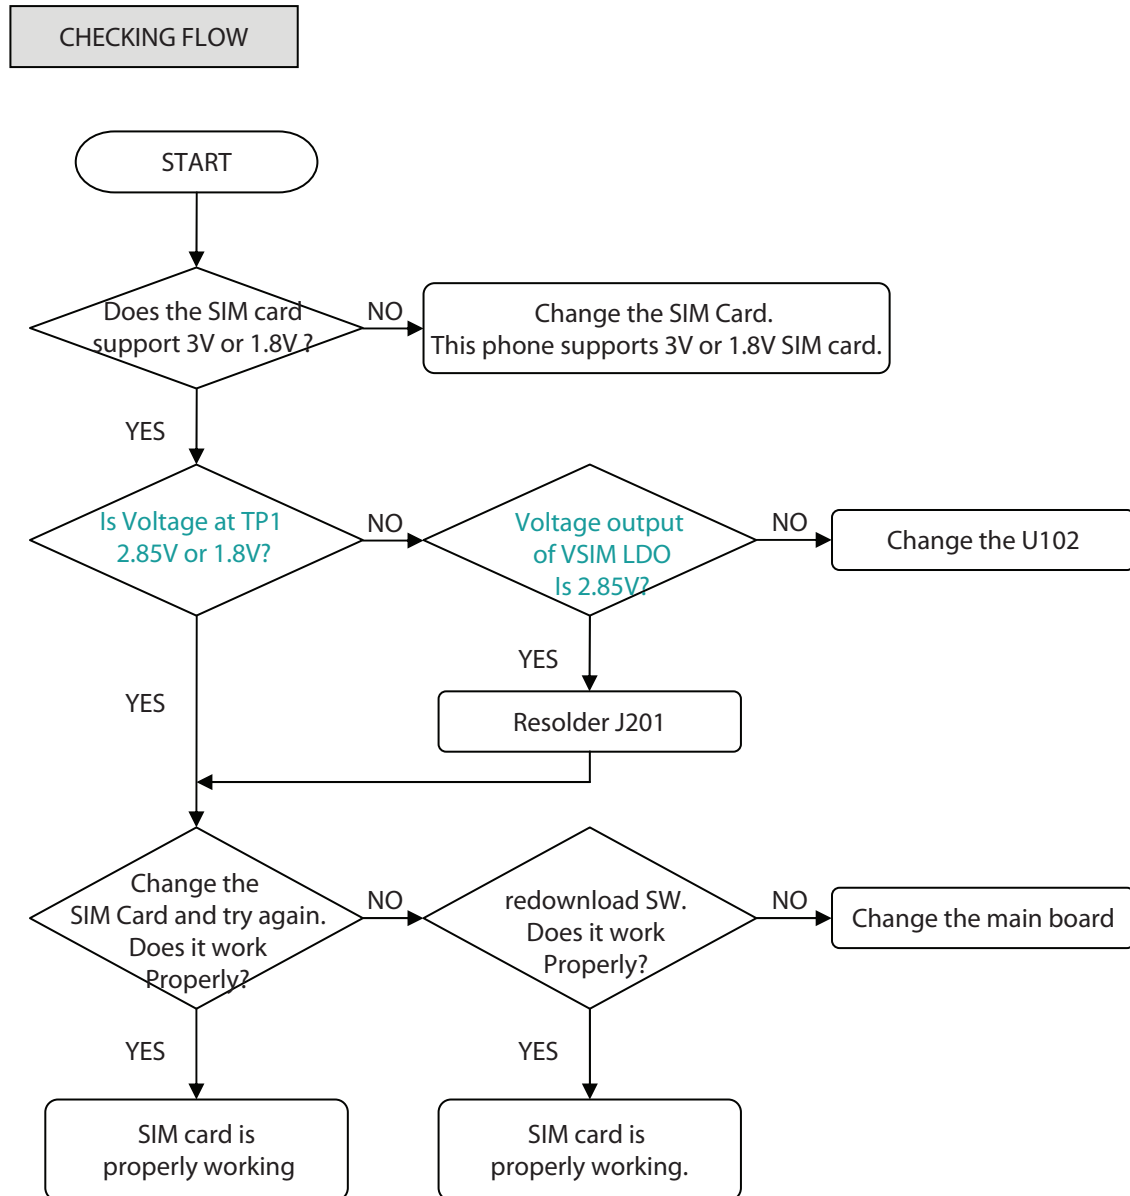 CHECKING FLOW
START
Does the SIM card
support 3V or 1.8V ?
NO
Change the SIM Card.
This phone supports 3V or 1.8V SIM card.
YES
Is Voltage at TP1
2.85V or 1.8V?
NO
Voltage output
of VSIM LDO
Is 2.85V?
NO
Change the U102
YES
YES
Resolder J201
Change the
SIM Card and try again.
Does it work
Properly?
NO
redownload SW.
Does it work
Properly?
NO
Change the main board
YES
YES
SIM card is
properly working
SIM card is
properly working.